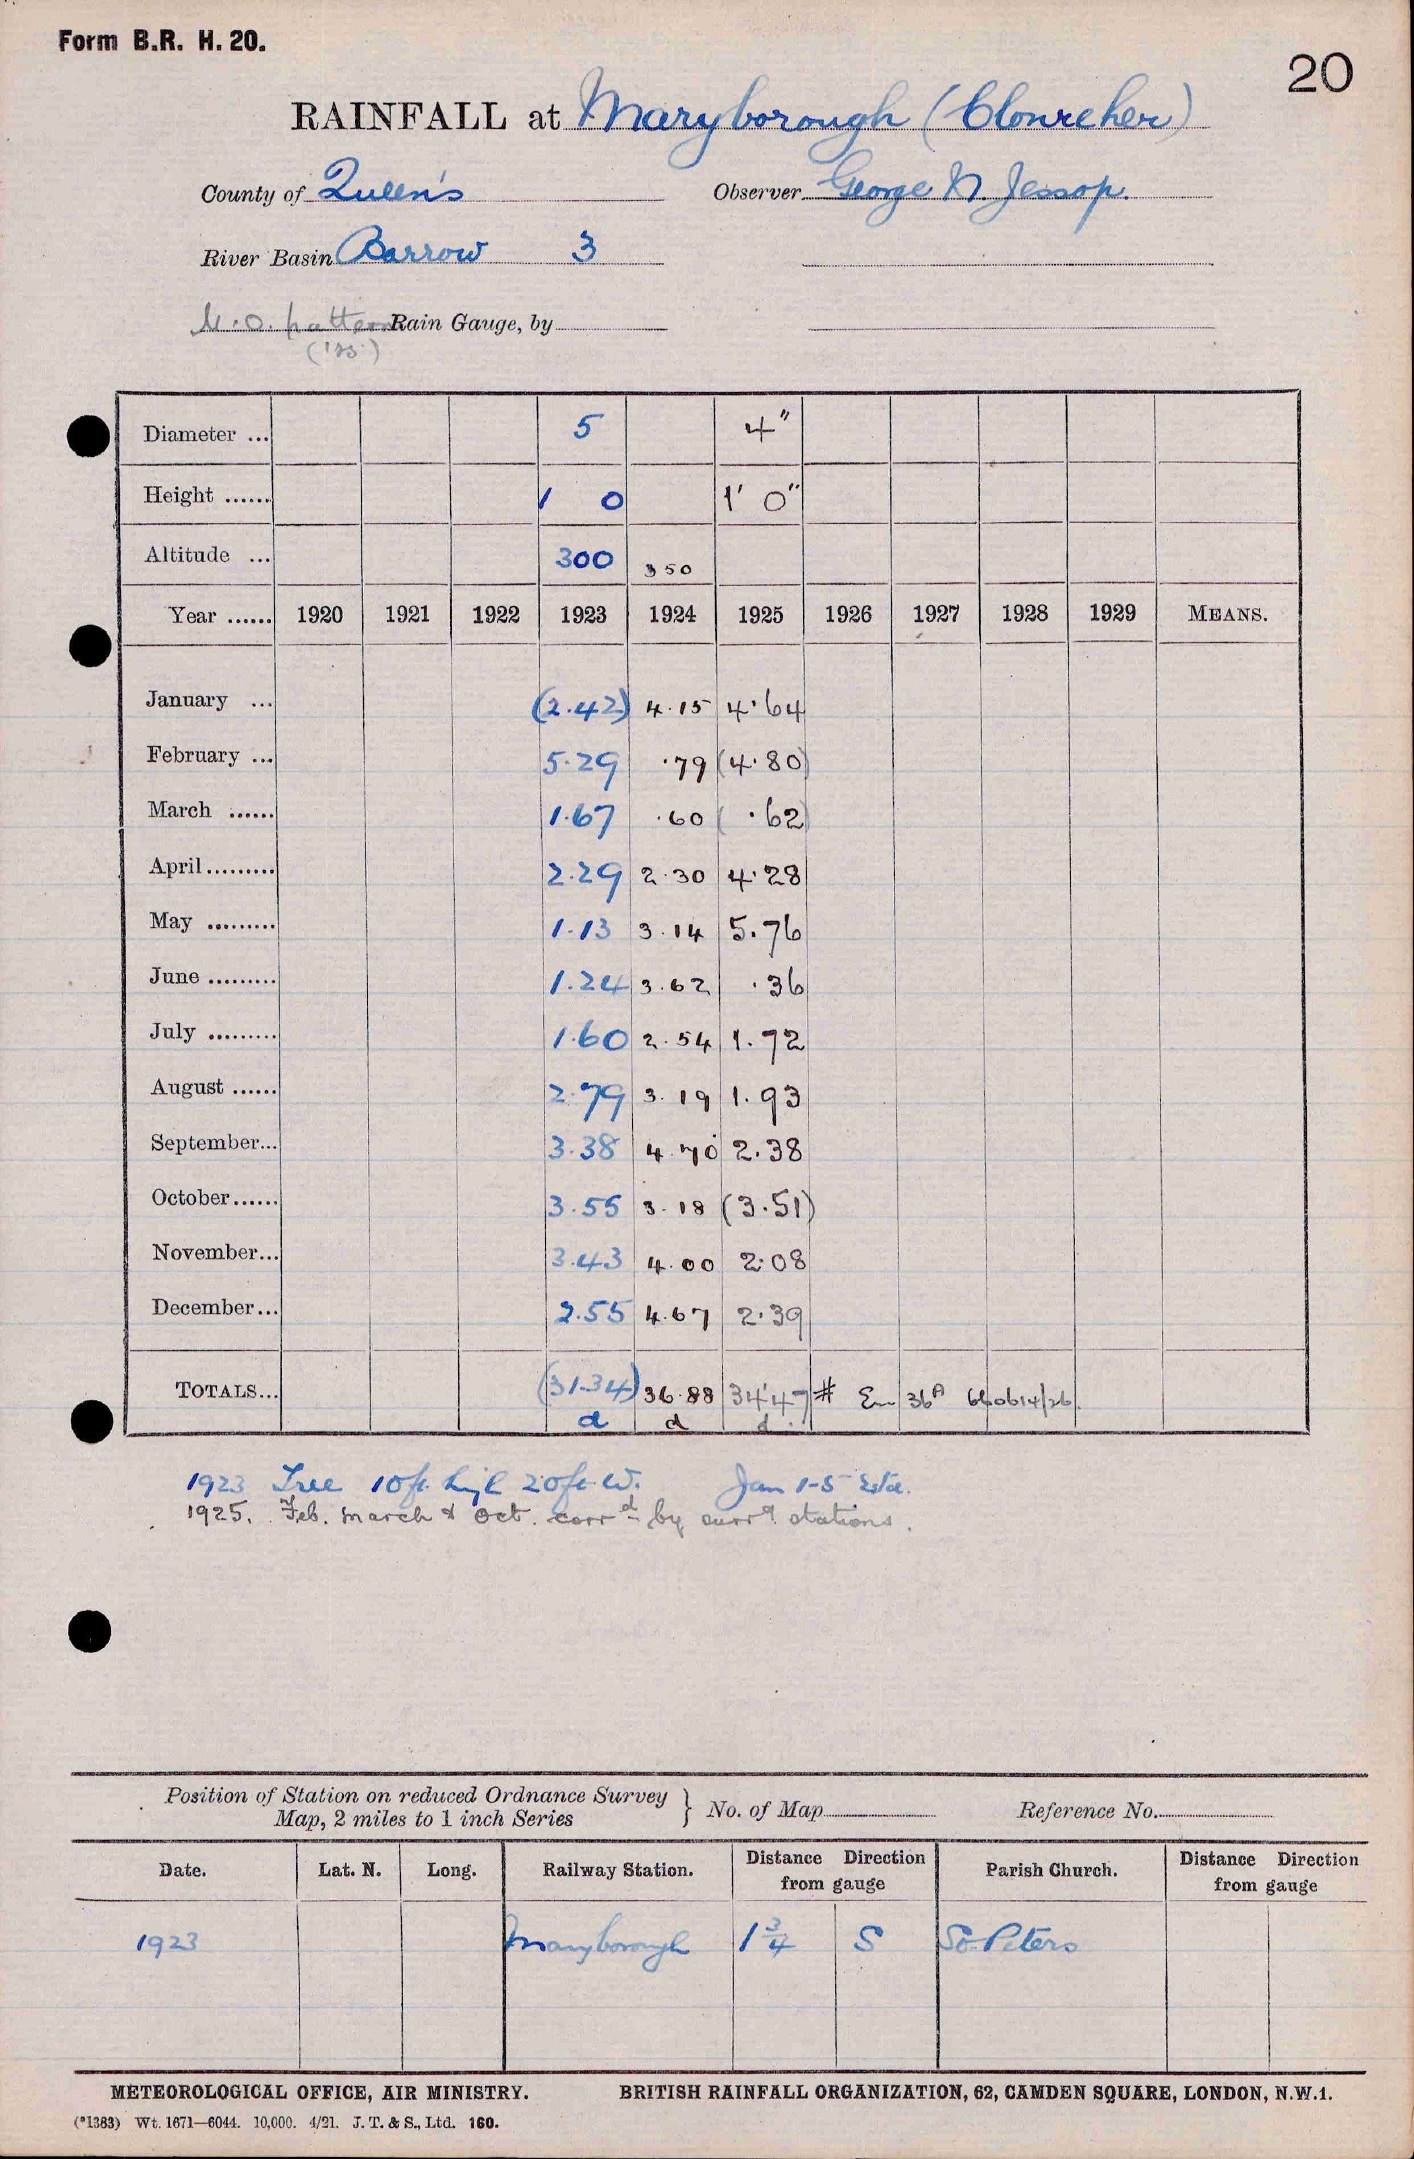 Form B.R. H. 20.
20
RAINFALL at Maryborough (Clonreher)
County of Queen's Observer George N. Jessop.
River Basin Barrow 3
M.O. pattern Rain Gauge, by
('25)
Diameter ... 5 4"
Height ...... 1 0 1' 0"
Altitude ... 300 350
Year ...... 1920 1921 1922 1923 1924 1925 1926 1927 1928 1929 MEANS.
January ... (2.42) 4.15 4.64
February ... 5.29 .79 (4.80)
March ...... 1.67 .60 (.62)
April ......... 2.29 2.30 4.28
May ......... 1.13 3.14 5.76
June ......... 1.24 3.62 .36
July ......... 1.60 2.54 1.72
August ...... 2.79 3.19 1.93
September... 3.38 4.70 2.38
October...... 3.55 3.18 (3.51)
November... 3.43 4.00 2.08
December... 2.55 4.67 2.39
TOTALS... (31.34) 36.88 34.47 # 36A
d d d
1923 Tree 10ft. high 20ft. W. Jan 1-5
1925. Feb. March & Oct. corrd by surrg stations.
Position of Station on reduced Ordnance Survey
Map, 2 miles to 1 inch Series } No. of Map Reference No.
Date. Lat. N. Long. Railway Station. Distance Direction from gauge Parish Church. Distance Direction from gauge
1923 Maryborough 1 3/4 S St. Peters
METEOROLOGICAL OFFICE, AIR MINISTRY. BRITISH RAINFALL ORGANIZATION, 62, CAMDEN SQUARE, LONDON, N.W.1.
(*1383) Wt. 1671—6044. 10,000. 4/21. J. T. & S., Ltd. 160.